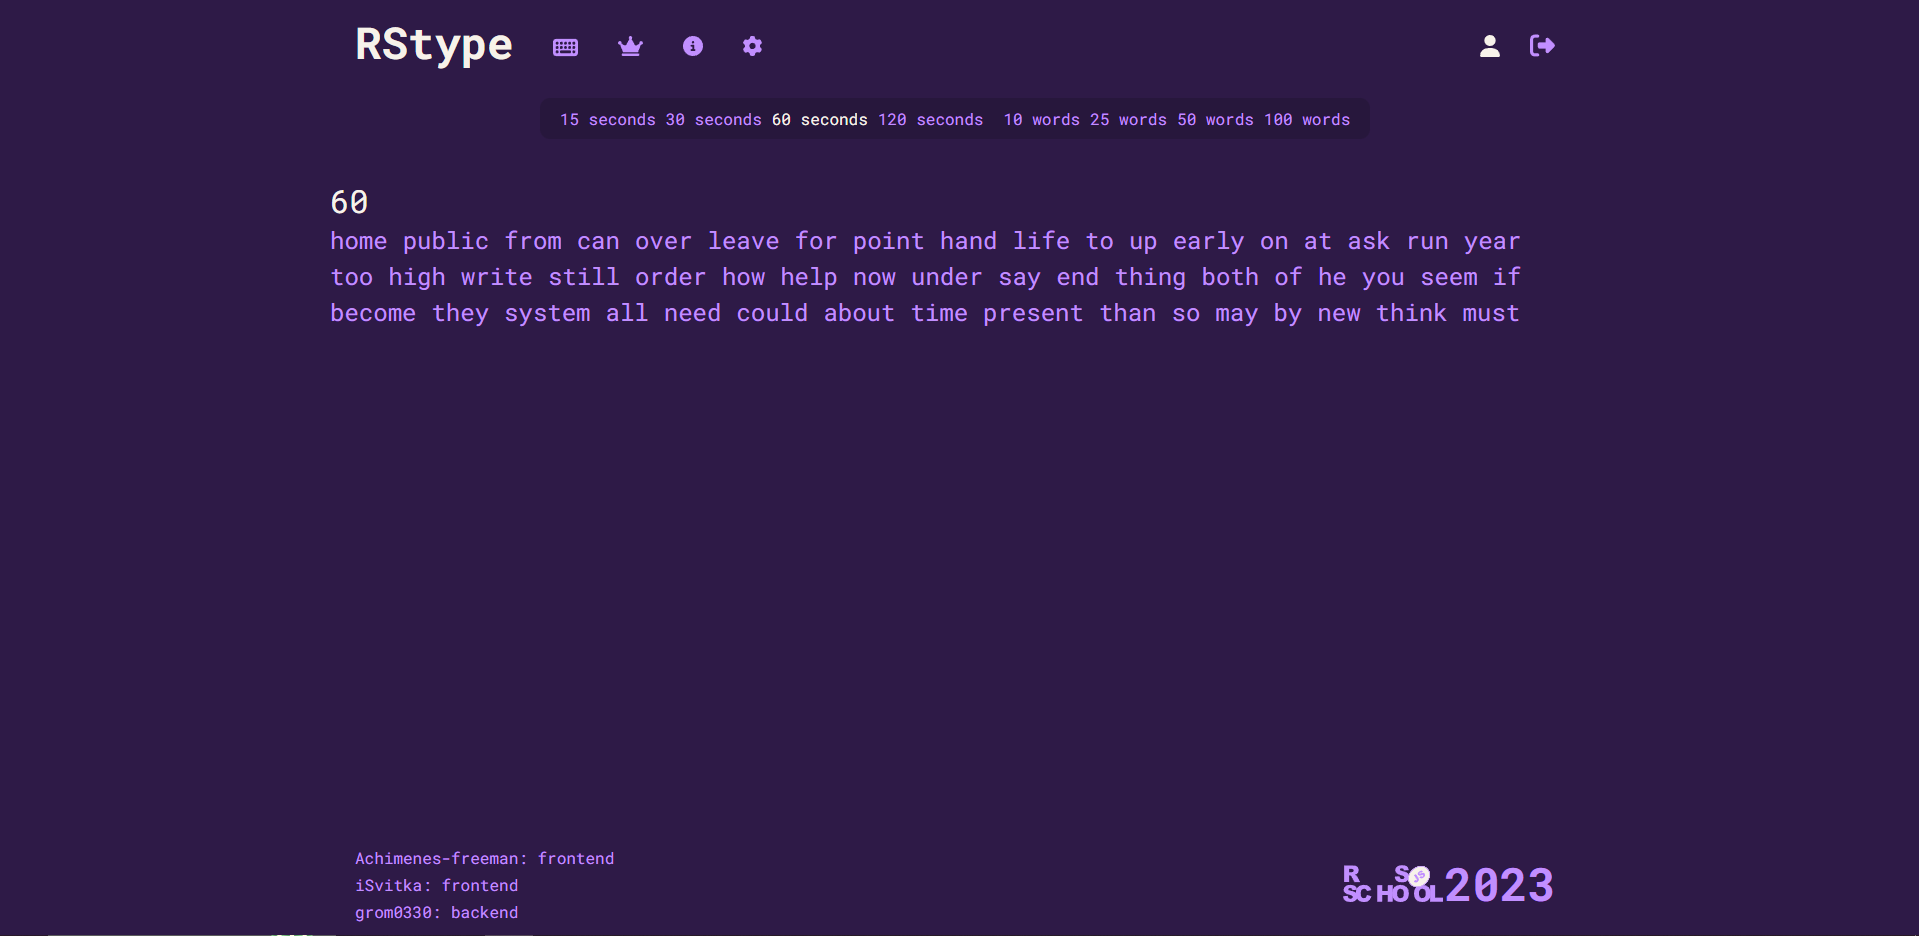 RStype
15 seconds 30 seconds 60 seconds 120 seconds 10 words 25 words 50 words 100 words
60
home public from can over leave for point hand life to up early on at ask run year
too high write still order how help now under say end thing both of he you seem if
become they system all need could about time present than so may by new think must
Achimenes-freeman: frontend
iSvitka: frontend
grom0330: backend
R S JS
SCHOOL 2023